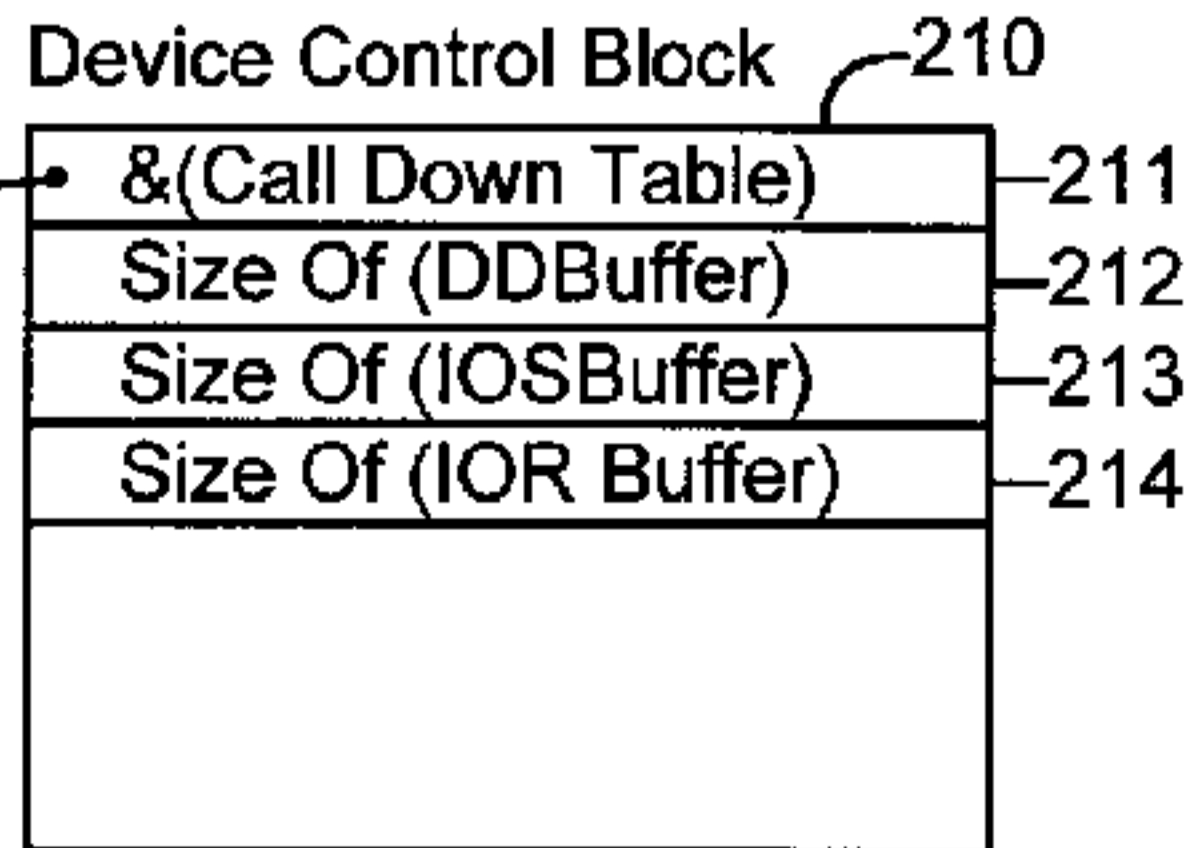 Device Control Block 210
&(Call Down Table) 211
Size Of (DDBuffer) 212
Size Of (IOSBuffer) 213
Size Of (IOR Buffer) 214